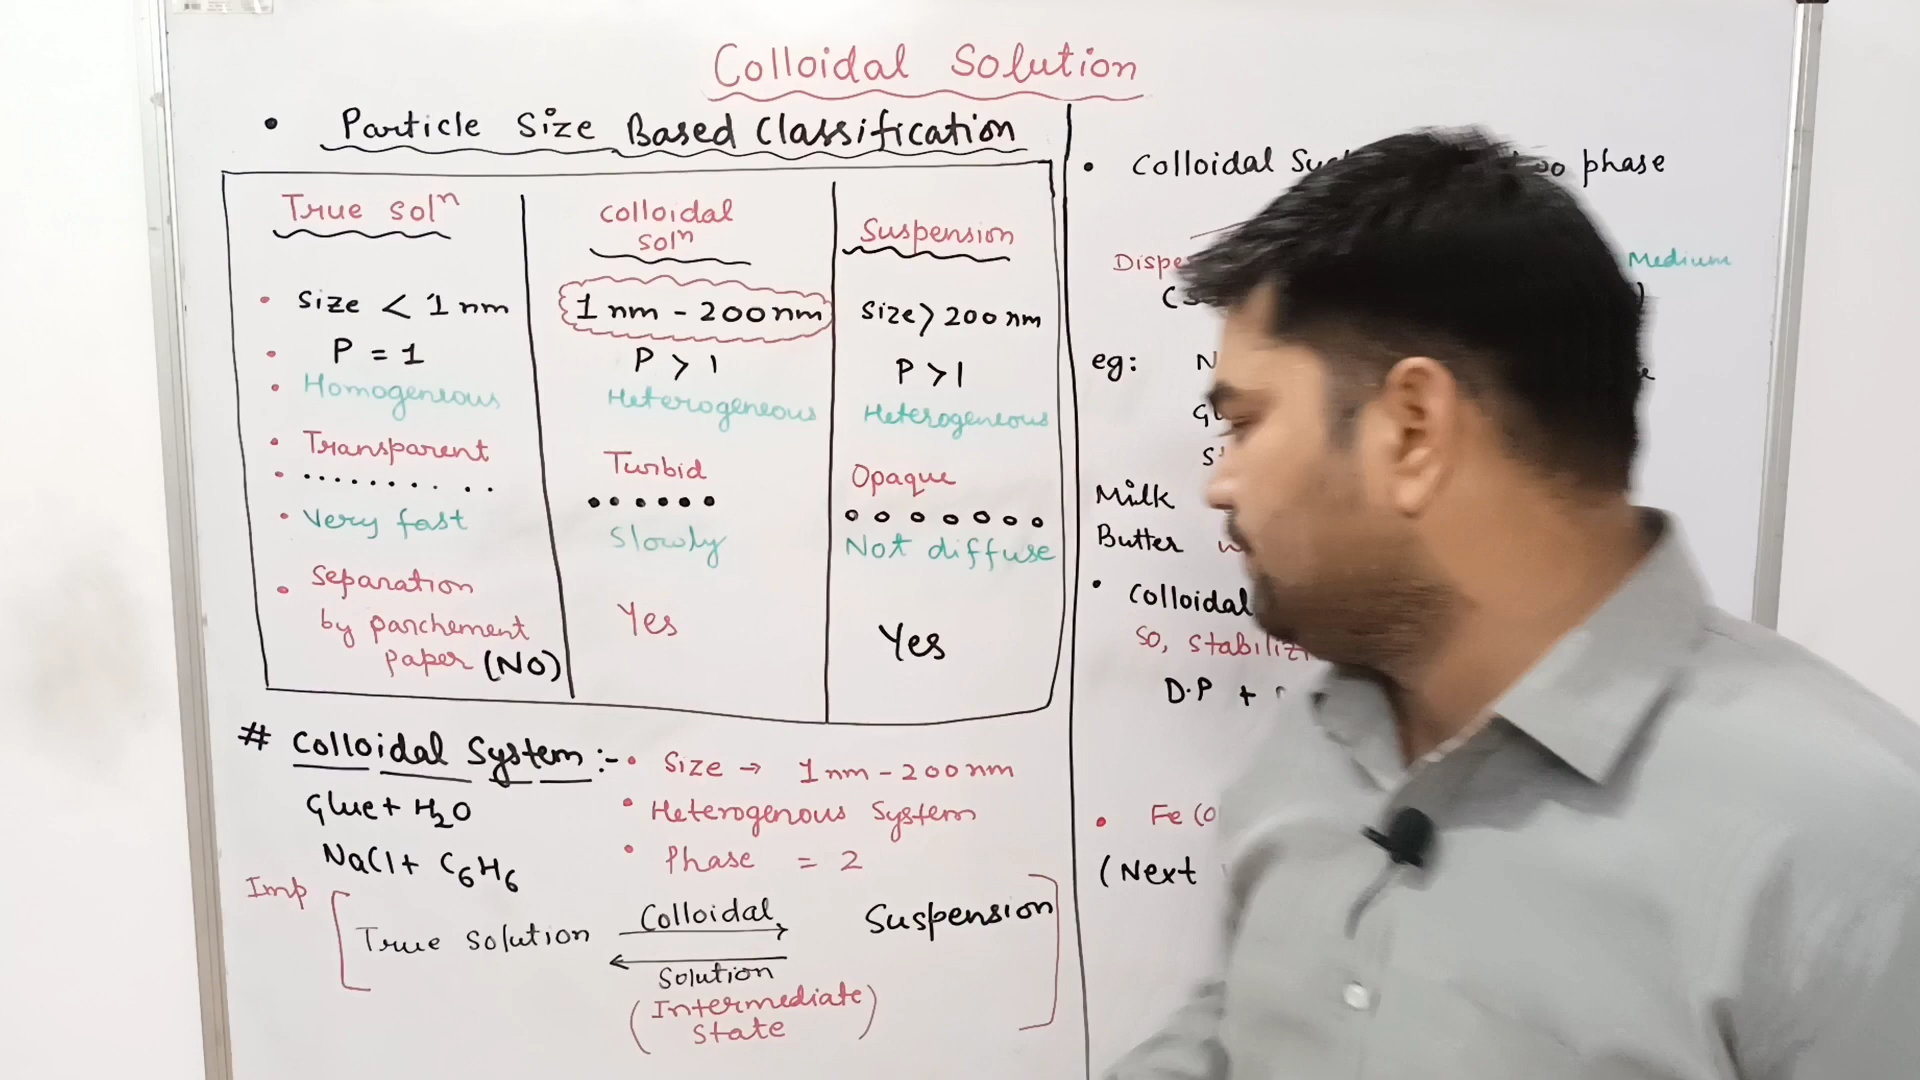 Colloidal Solution
• Particle Size Based Classification
True solⁿ
• Size < 1 nm
• P = 1
• Homogeneous
• Transparent
• . . . . . . . . . .
• Very fast
• Separation
by parchement
paper (NO)
colloidal
solⁿ
1 nm - 200 nm
P > 1
Heterogeneous
Turbid
Slowly
Yes
Suspension
Size > 200 nm
P > 1
Heterogeneous
Opaque
Not diffuse
Yes
# Colloidal System :-
Glue + H₂O
NaCl + C₆H₆
• Size → 1 nm - 200 nm
• Heterogenous System
• Phase = 2
Imp
True solution Colloidal Suspension
Solution
(Intermediate
State)
• Colloidal phase
Medium
eg:
Milk
Butter
• Colloidal
So,
D.P +
• Fe
(Next